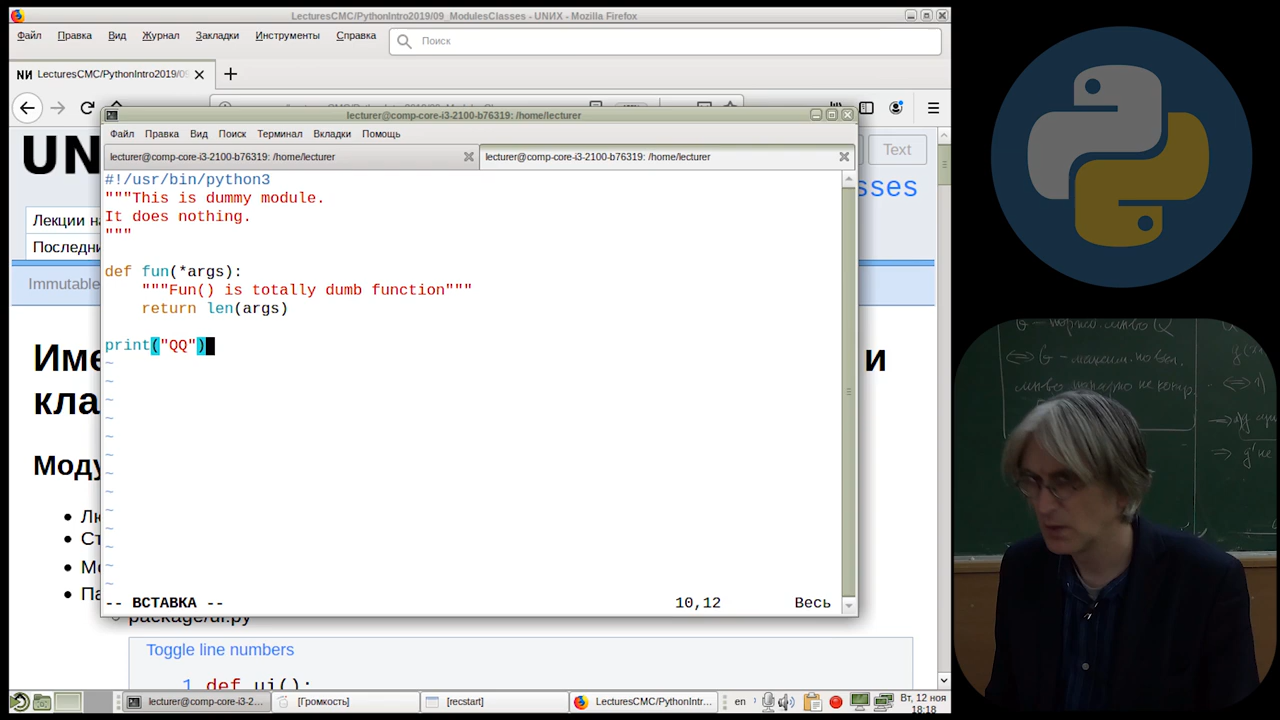 LecturesCMC/PythonIntro2019/09_ModulesClasses - UNИX - Mozilla Firefox
Файл Правка Вид Журнал Закладки Инструменты Справка
Поиск
NИ LecturesCMC/PythonIntro2019/09
lecturer@comp-core-i3-2100-b76319: /home/lecturer
Файл Правка Вид Поиск Терминал Вкладки Помощь
lecturer@comp-core-i3-2100-b76319: /home/lecturer
lecturer@comp-core-i3-2100-b76319: /home/lecturer
UN
Text
sses
Лекции
Последни
Immutable
#!/usr/bin/python3
"""This is dummy module.
It does nothing.
"""
def fun(*args):
"""Fun() is totally dumb function"""
return len(args)
print("QQ")
~
~
~
~
~
~
~
~
~
~
~
~
~
-- ВСТАВКА -- 10,12 Весь
Име и
кла
Моду
package/ui.py
Toggle line numbers
1 def ui():
lecturer@comp-core-i3-2... [Громкость] [recstart] LecturesCMC/PythonIntr... en Вт, 12 ноя
18:18